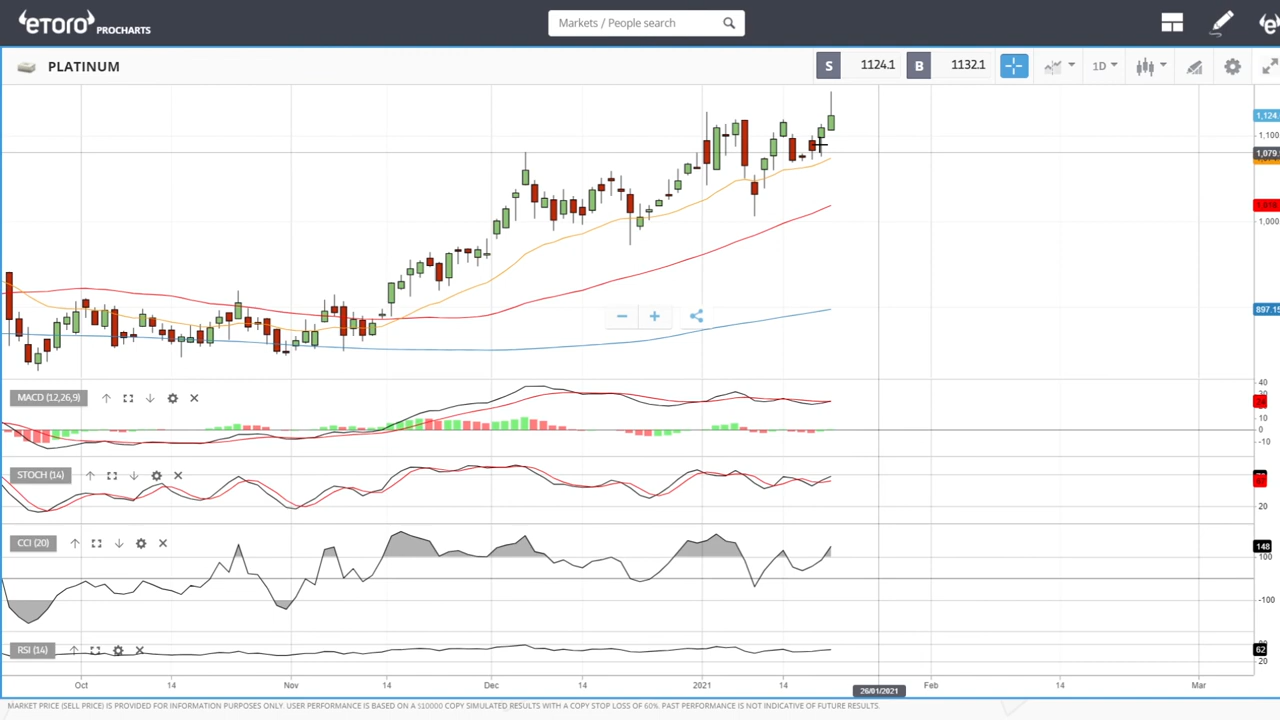 eToro PROCHARTS
Markets / People search
PLATINUM
S 1124.1 B 1132.1 1D
1,124.
1,100
1,079.
1,000
897.15
MACD (12,26,9)
40
10
0
-10
STOCH (14)
20
CCI (20)
148
100
-100
RSI (14)
62
20
Oct 14 Nov 14 Dec 14 2021 14 26/01/2021 Feb 14 Mar
MARKET PRICE (SELL PRICE) IS PROVIDED FOR INFORMATION PURPOSES ONLY. USER PERFORMANCE IS BASED ON A $10000 COPY SIMULATED RESULTS WITH A COPY STOP LOSS OF 60%. PAST PERFORMANCE IS NOT INDICATIVE OF FUTURE RESULTS.